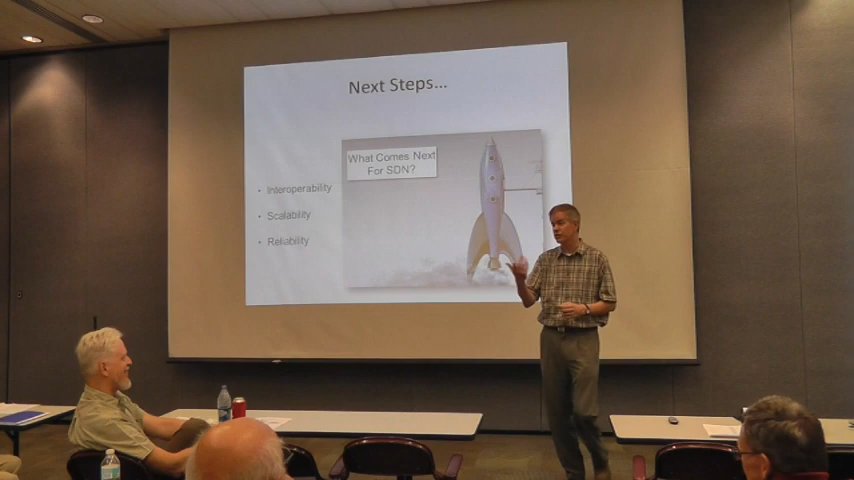 Next Steps...
What Comes Next
For SDN?
• Interoperability
• Scalability
• Reliability